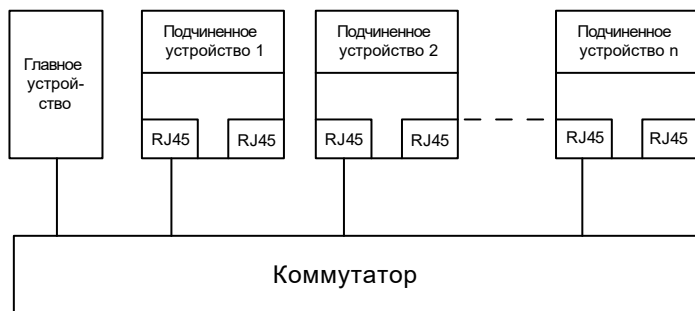 Главное
устрой-
ство
Подчиненное
устройство 1
RJ45 RJ45
Подчиненное
устройство 2
RJ45 RJ45
Подчиненное
устройство n
RJ45 RJ45
Коммутатор